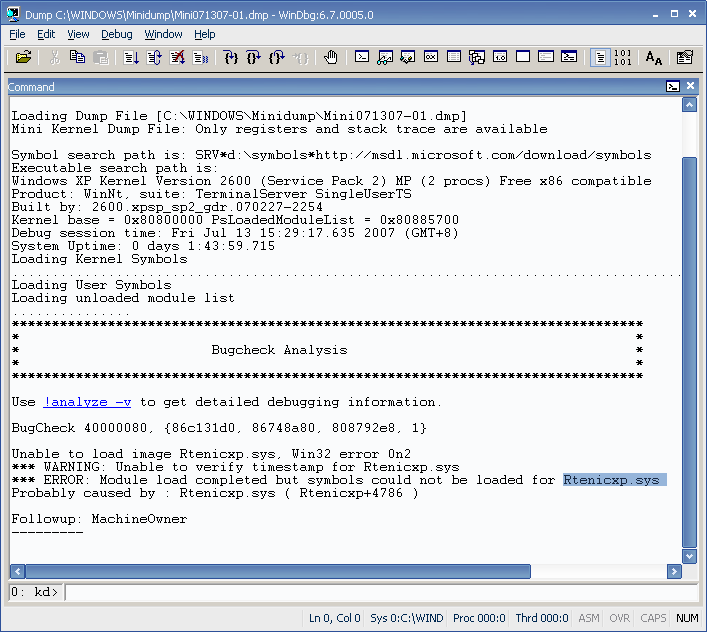 Dump C:\WINDOWS\Minidump\Mini071307-01.dmp - WinDbg:6.7.0005.0
File Edit View Debug Window Help
101
101
AA
Command
Loading Dump File [C:\WINDOWS\Minidump\Mini071307-01.dmp]
Mini Kernel Dump File: Only registers and stack trace are available
Symbol search path is: SRV*d:\symbols*http://msdl.microsoft.com/download/symbols
Executable search path is:
Windows XP Kernel Version 2600 (Service Pack 2) MP (2 procs) Free x86 compatible
Product: WinNt, suite: TerminalServer SingleUserTS
Built by: 2600.xpsp_sp2_gdr.070227-2254
Kernel base = 0x80800000 PsLoadedModuleList = 0x80885700
Debug session time: Fri Jul 13 15:29:17.635 2007 (GMT+8)
System Uptime: 0 days 1:43:59.715
Loading Kernel Symbols
....................................................................................
Loading User Symbols
Loading unloaded module list
...............
*******************************************************************************
*                                                                             *
*                        Bugcheck Analysis                                    *
*                                                                             *
*******************************************************************************
Use !analyze -v to get detailed debugging information.
BugCheck 40000080, {86c131d0, 86748a80, 808792e8, 1}
Unable to load image Rtenicxp.sys, Win32 error 0n2
*** WARNING: Unable to verify timestamp for Rtenicxp.sys
*** ERROR: Module load completed but symbols could not be loaded for Rtenicxp.sys
Probably caused by : Rtenicxp.sys ( Rtenicxp+4786 )
Followup: MachineOwner
---------
0: kd>
Ln 0, Col 0 Sys 0:C:\WIND Proc 000:0 Thrd 000:0 ASM OVR CAPS NUM